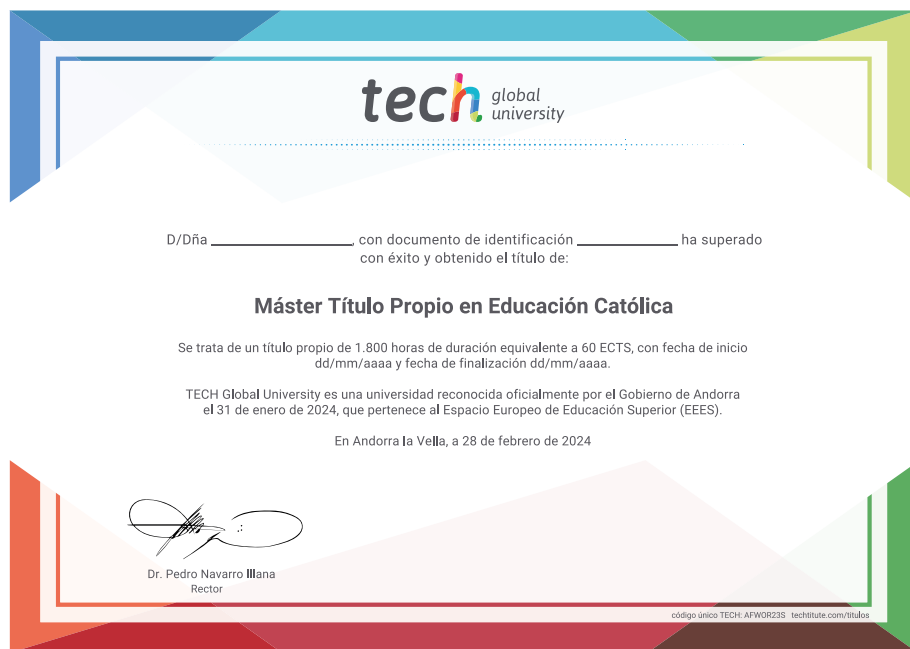 tech global university
D/Dña ______________, con documento de identificación __________ ha superado
con éxito y obtenido el título de:
Máster Título Propio en Educación Católica
Se trata de un título propio de 1.800 horas de duración equivalente a 60 ECTS, con fecha de inicio
dd/mm/aaaa y fecha de finalización dd/mm/aaaa.
TECH Global University es una universidad reconocida oficialmente por el Gobierno de Andorra
el 31 de enero de 2024, que pertenece al Espacio Europeo de Educación Superior (EEES).
En Andorra la Vella, a 28 de febrero de 2024
Dr. Pedro Navarro Illana
Rector
código único TECH: AFWOR23S techtitute.com/titulos